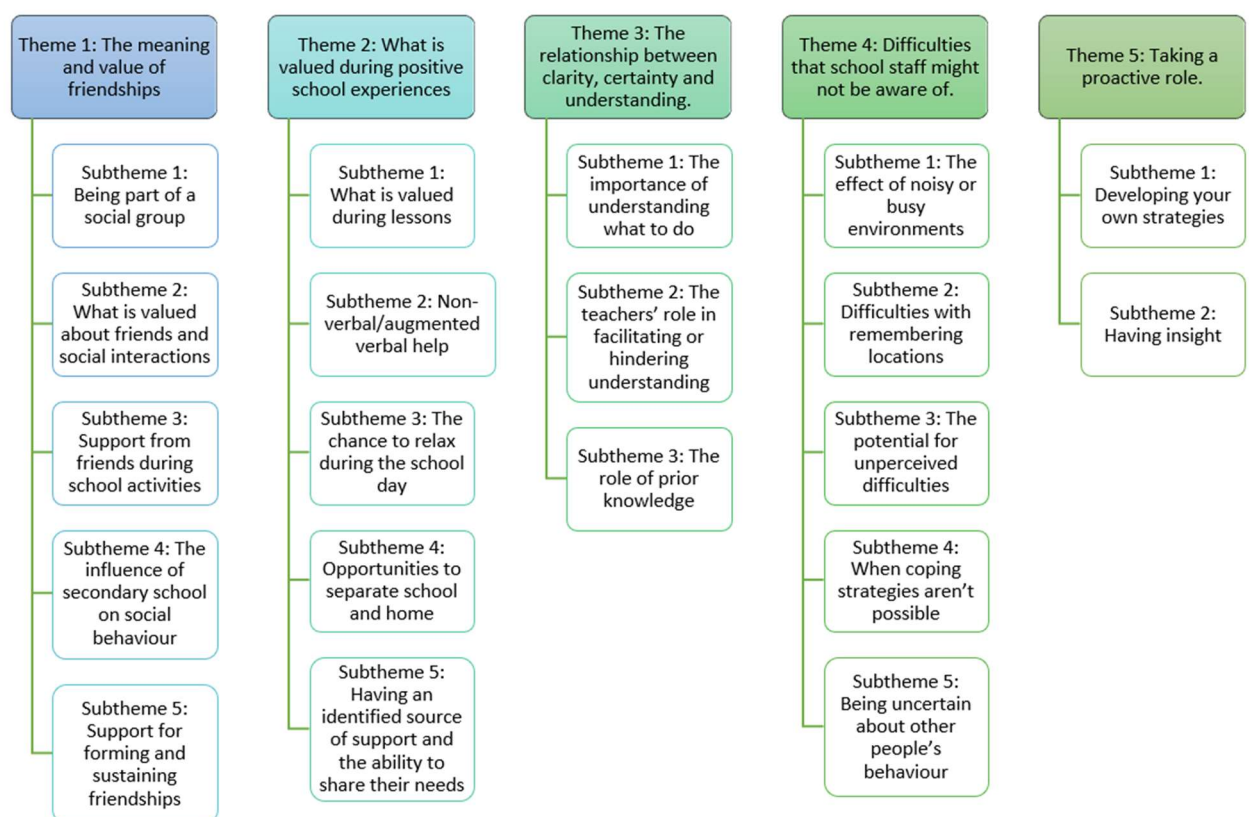 Theme 1: The meaning
and value of
friendships
Subtheme 1:
Being part of a
social group
Subtheme 2:
What is valued
about friends and
social interactions
Subtheme 3:
Support from
friends during
school activities
Subtheme 4: The
influence of
secondary school
on social
behaviour
Subtheme 5:
Support for
forming and
sustaining
friendships
Theme 2: What is
valued during positive
school experiences
Subtheme 1:
What is valued
during lessons
Subtheme 2: Non-
verbal/augmented
verbal help
Subtheme 3: The
chance to relax
during the school
day
Subtheme 4:
Opportunities to
separate school
and home
Subtheme 5:
Having an
identified source
of support and
the ability to
share their needs
Theme 3: The
relationship between
clarity, certainty and
understanding.
Subtheme 1: The
importance of
understanding
what to do
Subtheme 2: The
teachers’ role in
facilitating or
hindering
understanding
Subtheme 3: The
role of prior
knowledge
Theme 4: Difficulties
that school staff might
not be aware of.
Subtheme 1: The
effect of noisy or
busy
environments
Subtheme 2:
Difficulties with
remembering
locations
Subtheme 3: The
potential for
unperceived
difficulties
Subtheme 4:
When coping
strategies aren’t
possible
Subtheme 5:
Being uncertain
about other
people’s
behaviour
Theme 5: Taking a
proactive role.
Subtheme 1:
Developing your
own strategies
Subtheme 2:
Having insight